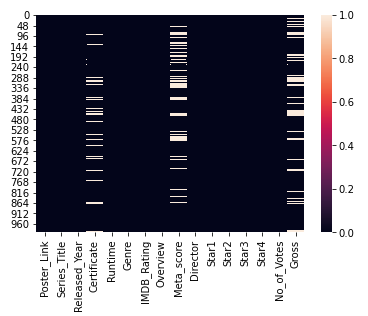 0
48
96
144
192
240
288
336
384
432
480
528
576
624
672
720
768
816
864
912
960
1.0
0.8
0.6
0.4
0.2
0.0
Poster_Link
Series_Title
Released_Year
Certificate
Runtime
Genre
IMDB_Rating
Overview
Meta_score
Director
Star1
Star2
Star3
Star4
No_of_Votes
Gross